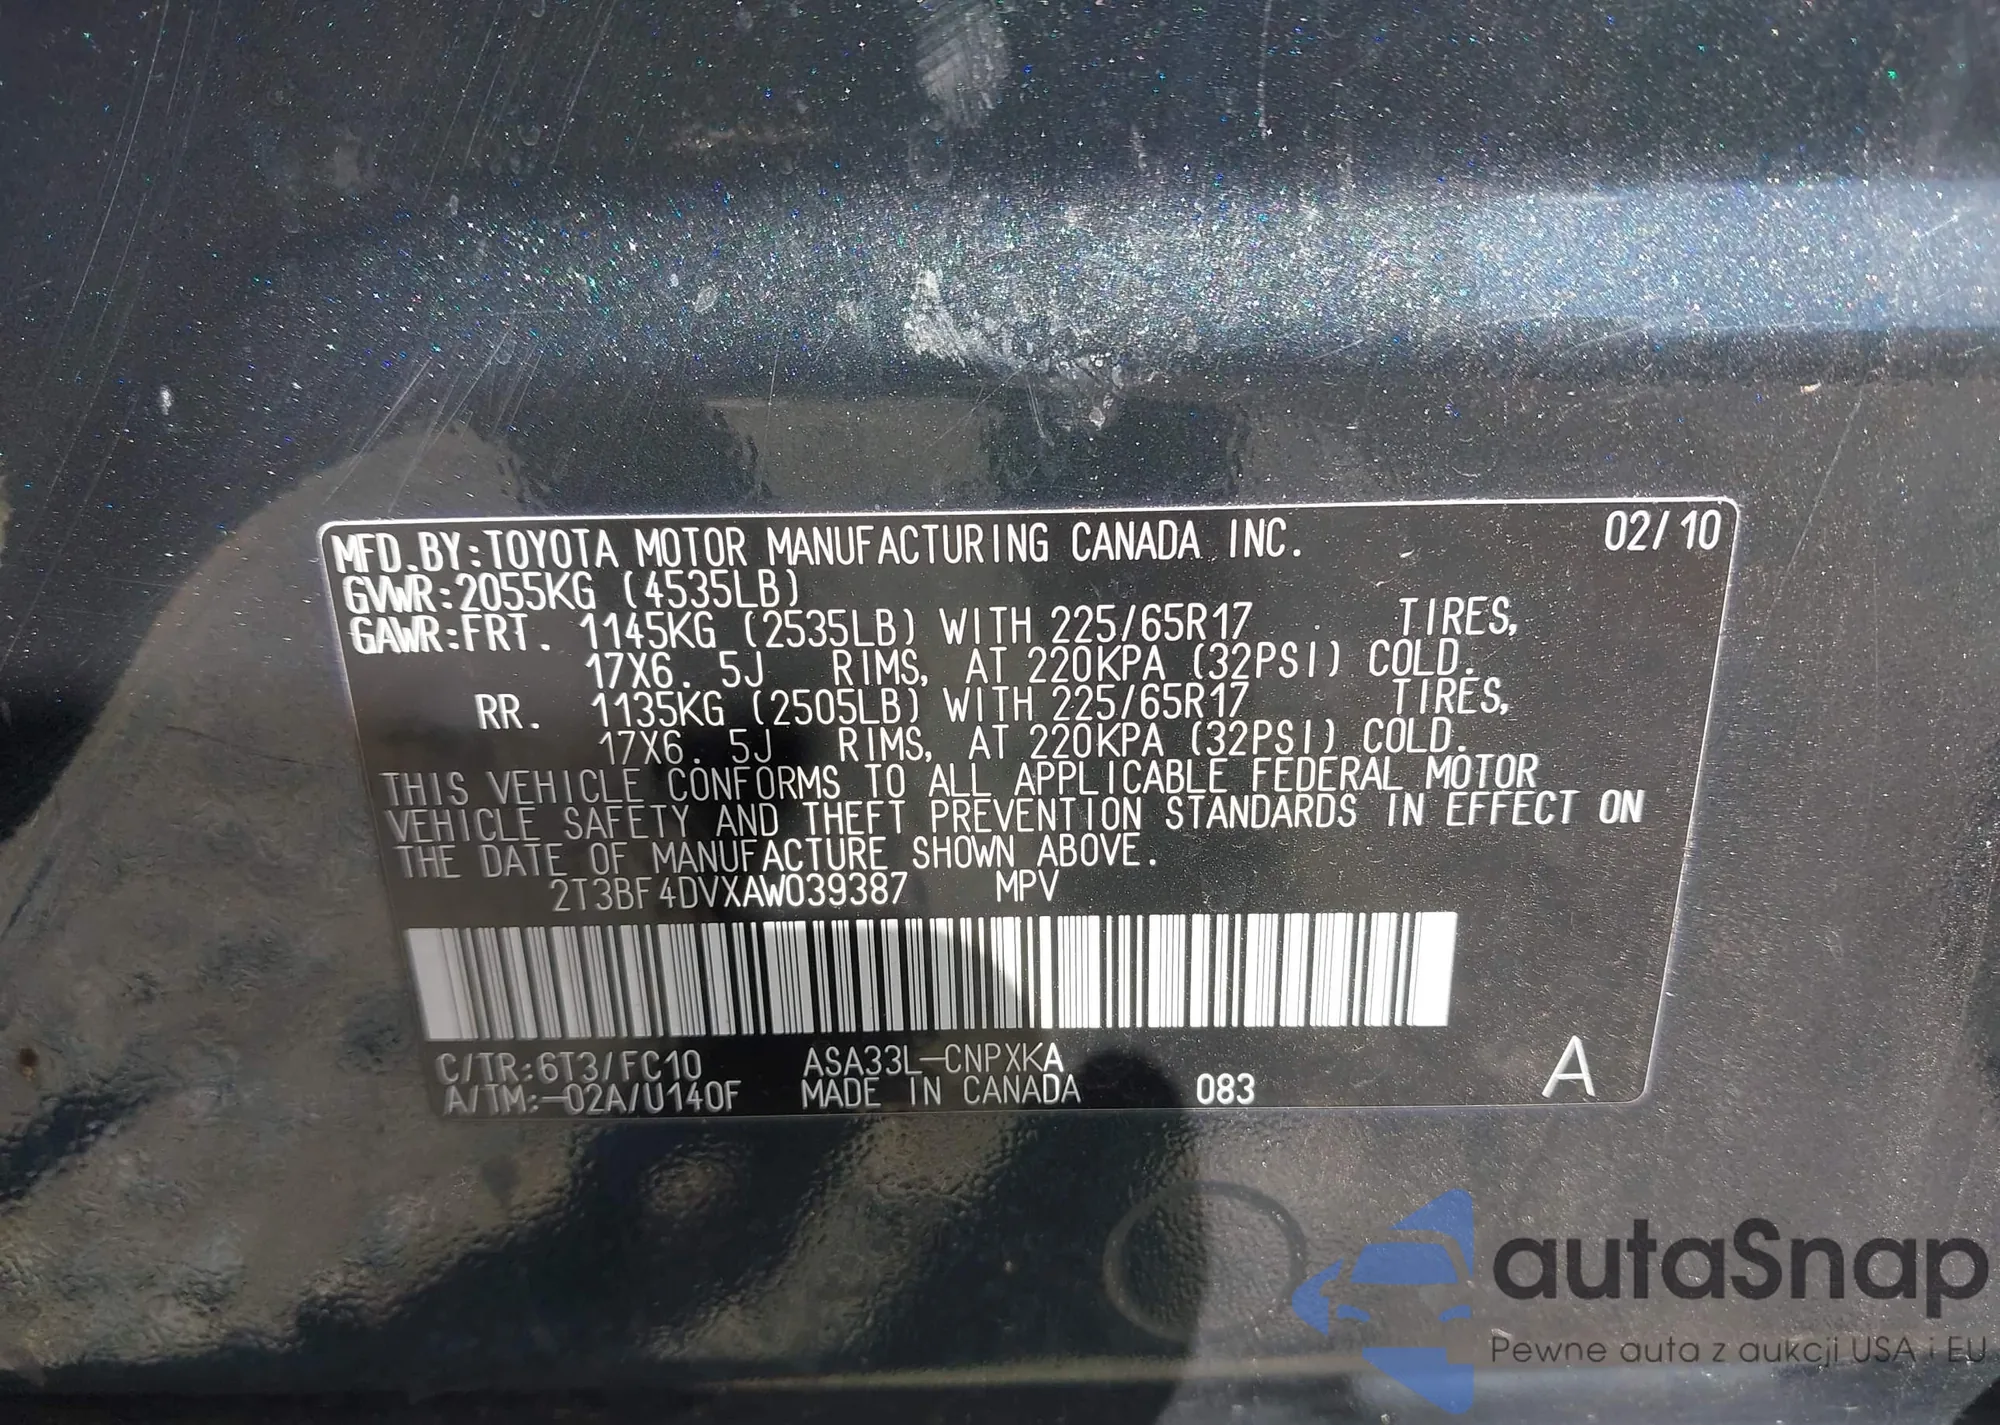 MFD.BY:TOYOTA MOTOR MANUFACTURING CANADA INC. 02/10
GVWR:2055KG (4535LB)
GAWR:FRT. 1145KG (2535LB) WITH 225/65R17 TIRES,
17X6. 5J RIMS, AT 220KPA (32PSI) COLD.
RR. 1135KG (2505LB) WITH 225/65R17 TIRES,
17X6. 5J RIMS, AT 220KPA (32PSI) COLD.
THIS VEHICLE CONFORMS TO ALL APPLICABLE FEDERAL MOTOR
VEHICLE SAFETY AND THEFT PREVENTION STANDARDS IN EFFECT ON
THE DATE OF MANUFACTURE SHOWN ABOVE.
2T3BF4DVXAW039387 MPV
C/TR:6T3/FC10 ASA33L-CNPXKA
A/TM:-02A/U140F MADE IN CANADA 083 A
autaSnap
Pewne auta z aukcji USA i EU